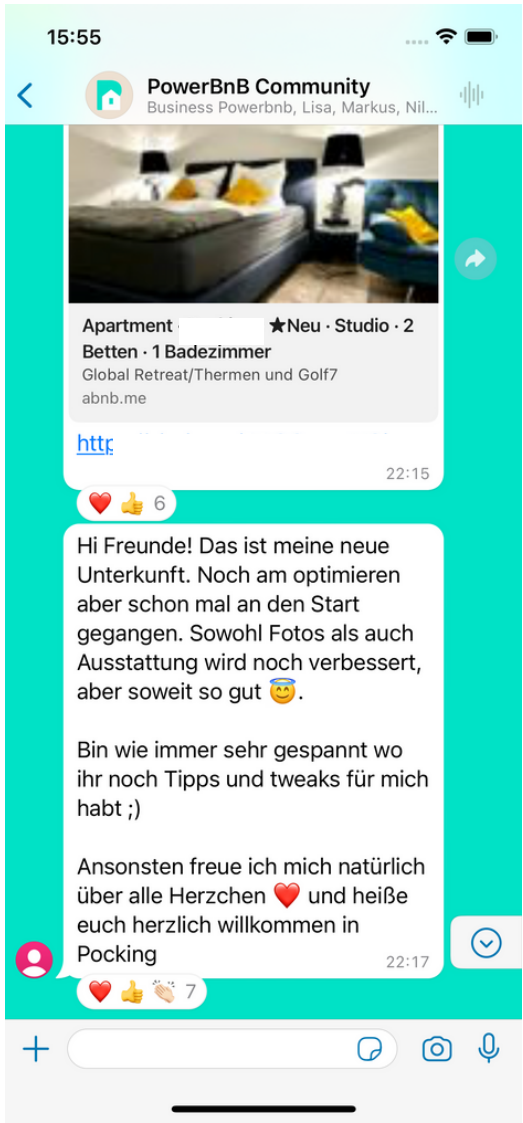 15:55
PowerBnB Community
Business Powerbnb, Lisa, Markus, Nil...
Apartment ★Neu · Studio · 2
Betten · 1 Badezimmer
Global Retreat/Thermen und Golf7
abnb.me
http
22:15
❤️👍 6
Hi Freunde! Das ist meine neue
Unterkunft. Noch am optimieren
aber schon mal an den Start
gegangen. Sowohl Fotos als auch
Ausstattung wird noch verbessert,
aber soweit so gut 😇.
Bin wie immer sehr gespannt wo
ihr noch Tipps und tweaks für mich
habt ;)
Ansonsten freue ich mich natürlich
über alle Herzchen ❤️ und heiße
euch herzlich willkommen in
Pocking
22:17
❤️👍👏🏻 7